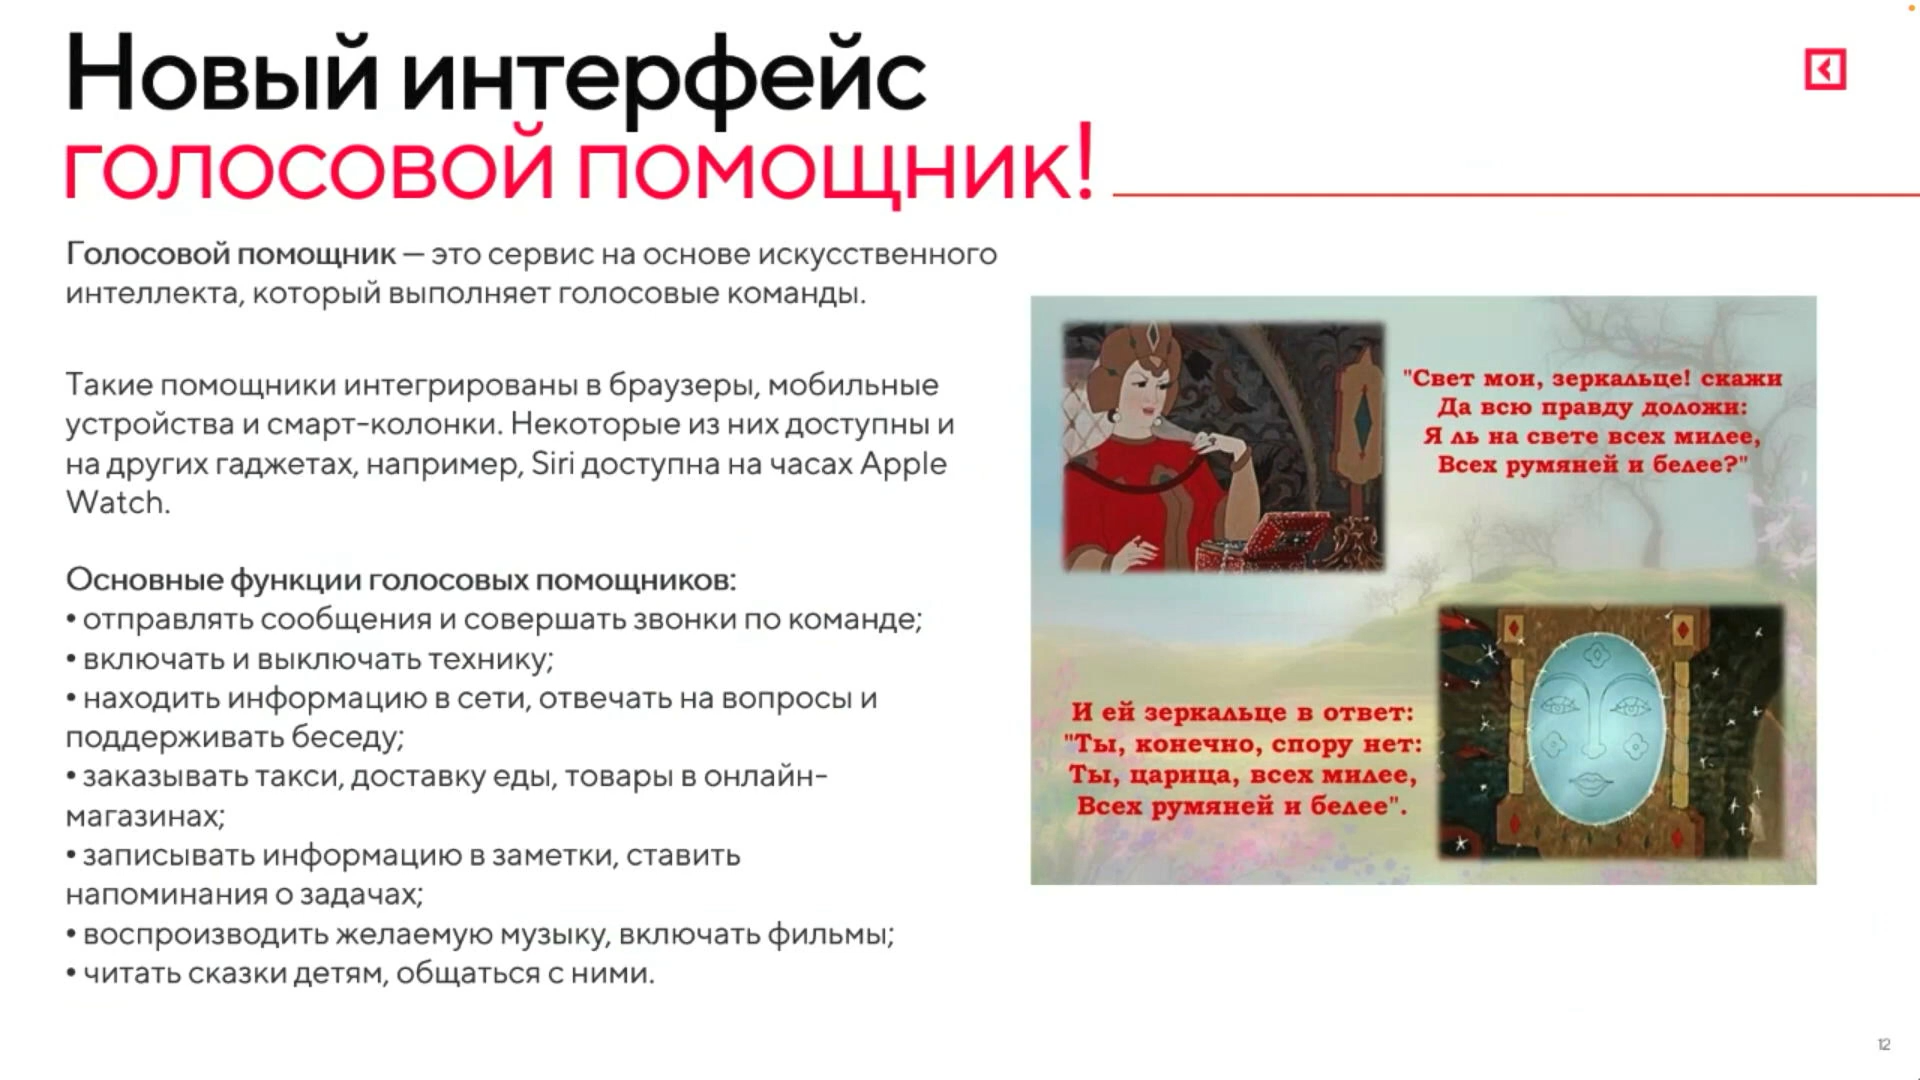 Новый интерфейс
голосовой помощник!
Голосовой помощник — это сервис на основе искусственного
интеллекта, который выполняет голосовые команды.
Такие помощники интегрированы в браузеры, мобильные
устройства и смарт-колонки. Некоторые из них доступны и
на других гаджетах, например, Siri доступна на часах Apple
Watch.
Основные функции голосовых помощников:
• отправлять сообщения и совершать звонки по команде;
• включать и выключать технику;
• находить информацию в сети, отвечать на вопросы и
поддерживать беседу;
• заказывать такси, доставку еды, товары в онлайн-
магазинах;
• записывать информацию в заметки, ставить
напоминания о задачах;
• воспроизводить желаемую музыку, включать фильмы;
• читать сказки детям, общаться с ними.
"Свет мои, зеркальце! скажи
Да всю правду доложи:
Я ль на свете всех милее,
Всех румяней и белее?"
И ей зеркальце в ответ:
"Ты, конечно, спору нет:
Ты, царица, всех милее,
Всех румяней и белее".
12